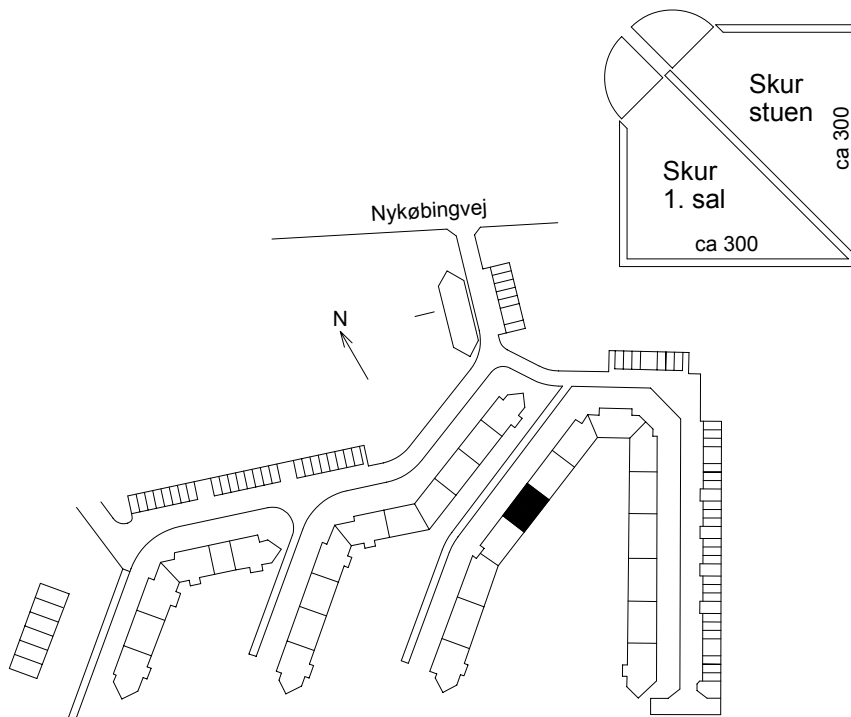 Skur
stuen
ca 300
Skur
1. sal
ca 300
Nykøbingvej
N